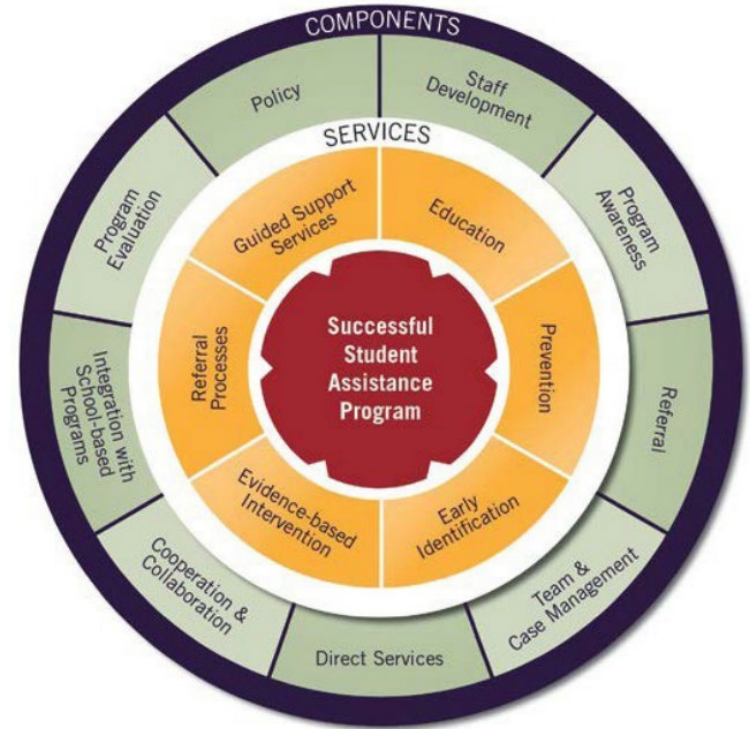 COMPONENTS
Policy
Staff
Development
Program
Awareness
Referral
Team &
Case Management
Direct Services
Cooperation &
Collaboration
Integration with
School-based
Programs
Program
Evaluation
SERVICES
Guided Support
Services
Education
Prevention
Early
Identification
Evidence-based
Intervention
Referral
Processes
Successful
Student
Assistance
Program